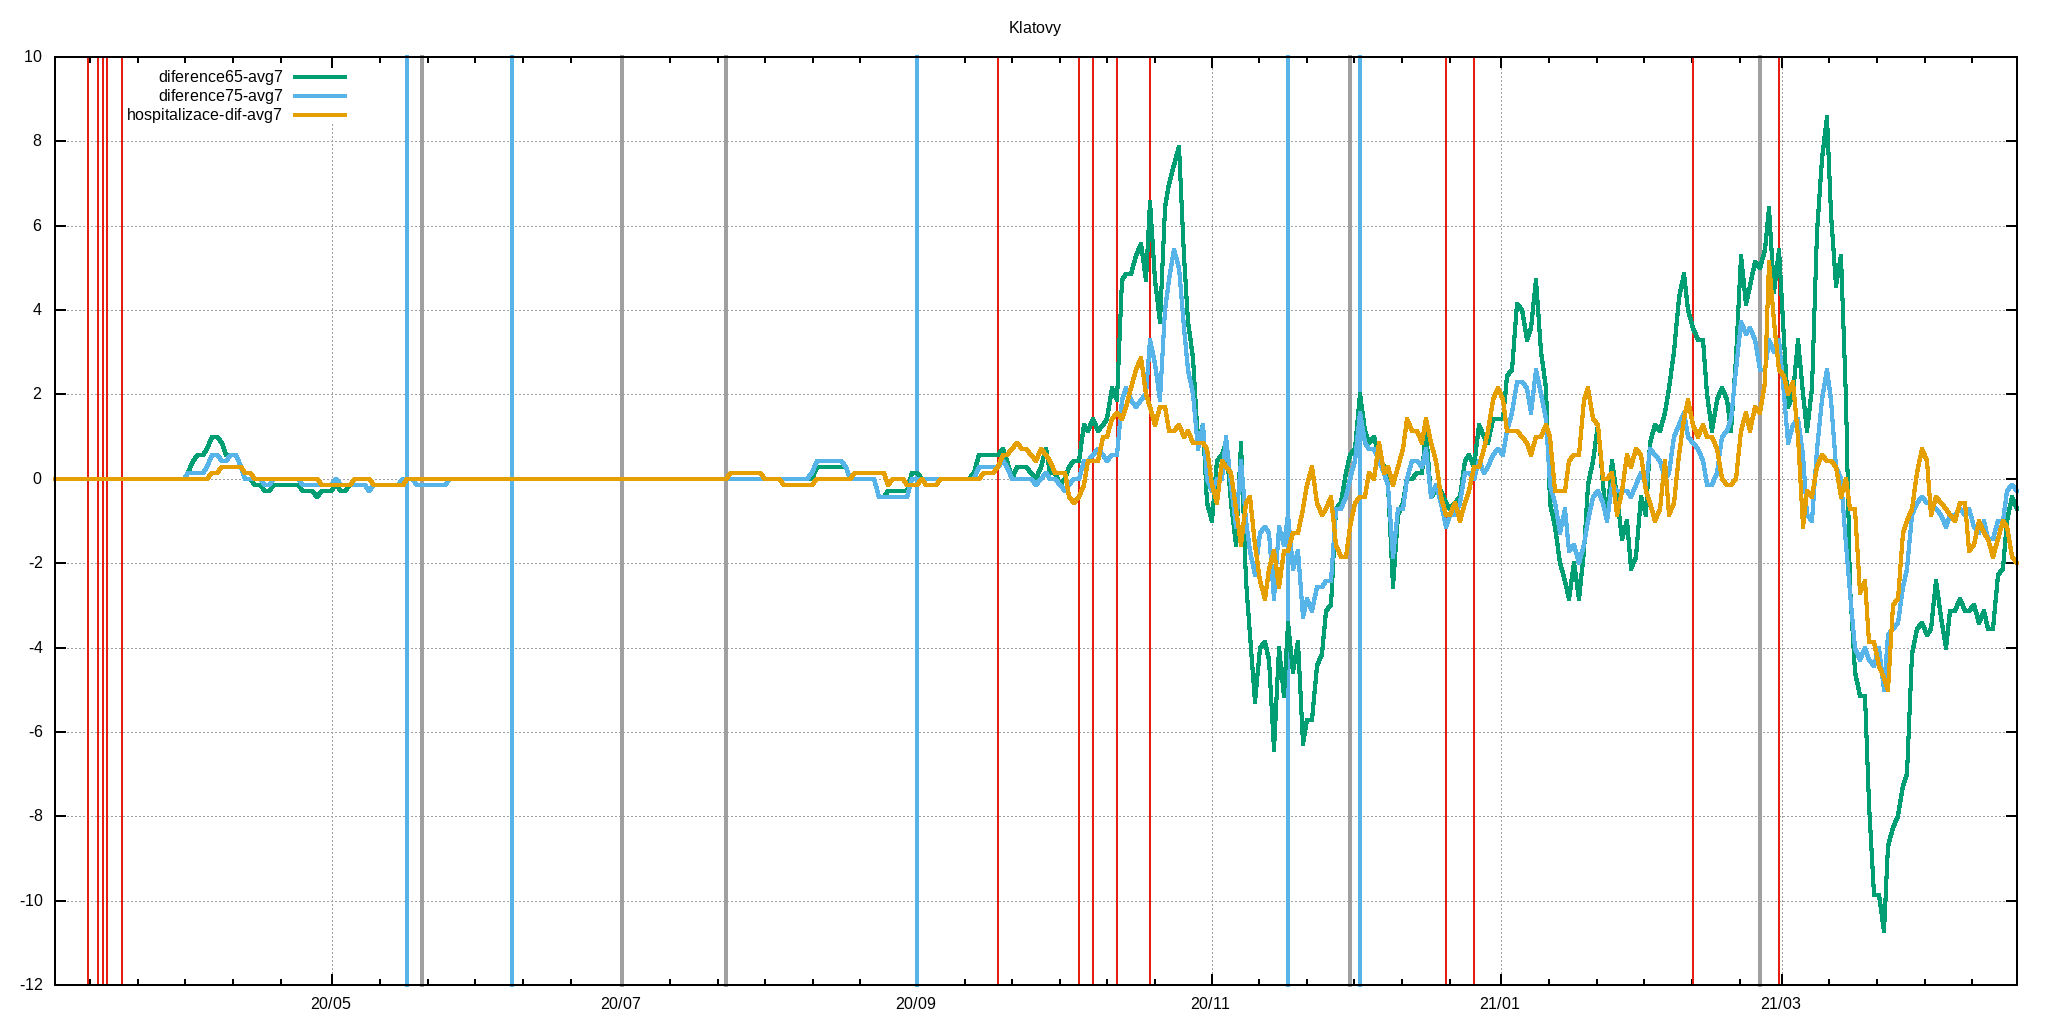 Klatovy
diference65-avg7
diference75-avg7
hospitalizace-dif-avg7
10
8
6
4
2
0
-2
-4
-6
-8
-10
-12
20/05 20/07 20/09 20/11 21/01 21/03